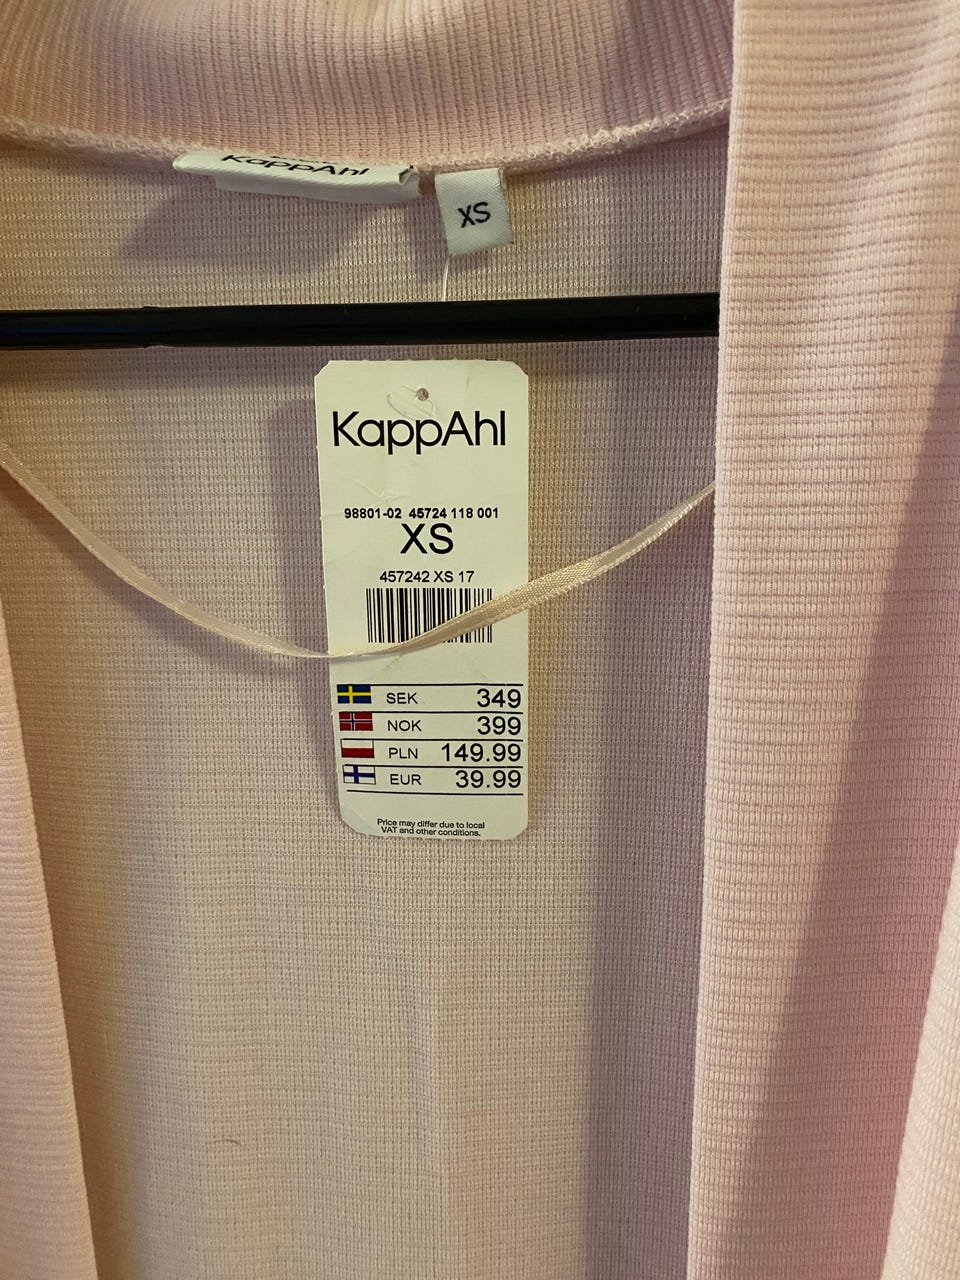 KappAhl
XS
KappAhl
98801-02 45724 118 001
XS
457242 XS 17
SEK 349
NOK 399
PLN 149.99
EUR 39.99
Price may differ due to local
VAT and other conditions.